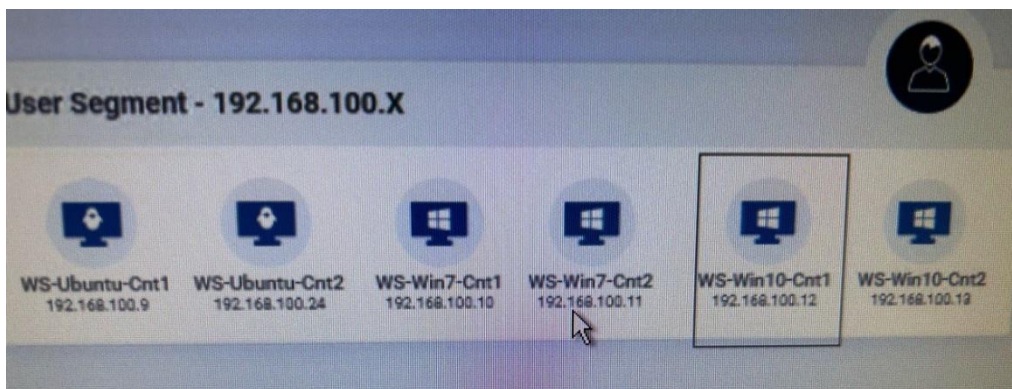 User Segment - 192.168.100.X
WS-Ubuntu-Cnt1 WS-Ubuntu-Cnt2 WS-Win7-Cnt1 WS-Win7-Cnt2 WS-Win10-Cnt1 WS-Win10-Cnt2
192.168.100.9 192.168.100.24 192.168.100.10 192.168.100.11 192.168.100.12 192.168.100.13